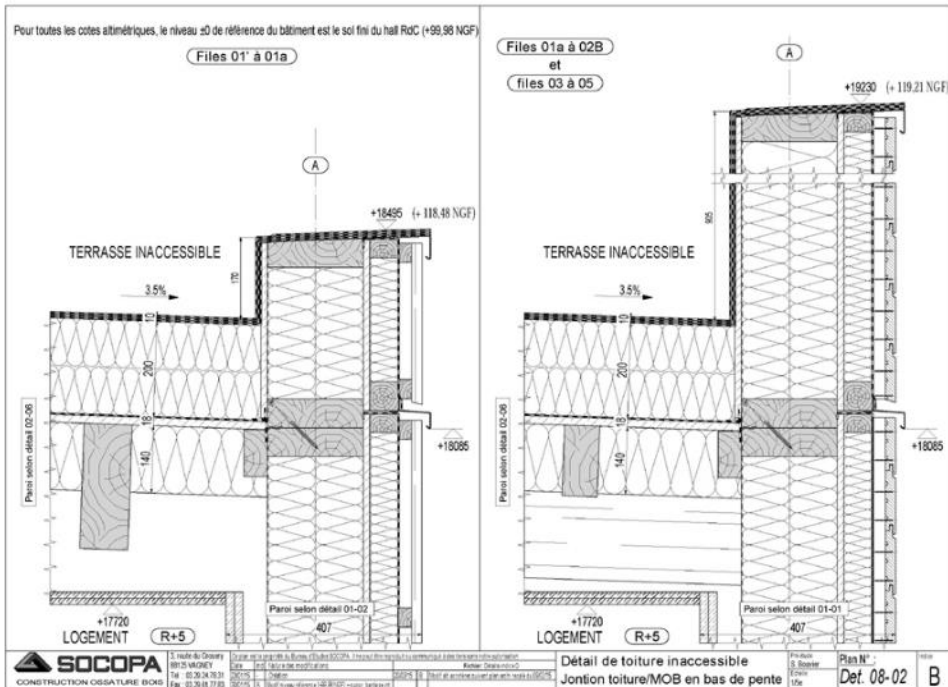 Pour toutes les cotes altimétriques, le niveau ±0 de référence du bâtiment est le sol fini du hall RdC (+99,98 NGF)
Files 01' à 01a
A
+18495 (+ 118.48 NGF)
TERRASSE INACCESSIBLE
3.5%
170
10
200
18
140
+18085
Paroi selon détail 02-06
Paroi selon détail 01-02
407
+17720
LOGEMENT
R+5
Files 01a à 02B
et
files 03 à 05
A
+19230 (+ 119.21 NGF)
905
TERRASSE INACCESSIBLE
3.5%
10
200
18
140
+18085
Paroi selon détail 02-06
Paroi selon détail 01-01
407
+17720
LOGEMENT
R+5
SOCOPA
CONSTRUCTION OSSATURE BOIS
VAGNEY
Détail de toiture inaccessible
Jontion toiture/MOB en bas de pente
Plan N° :
Det. 08-02
B